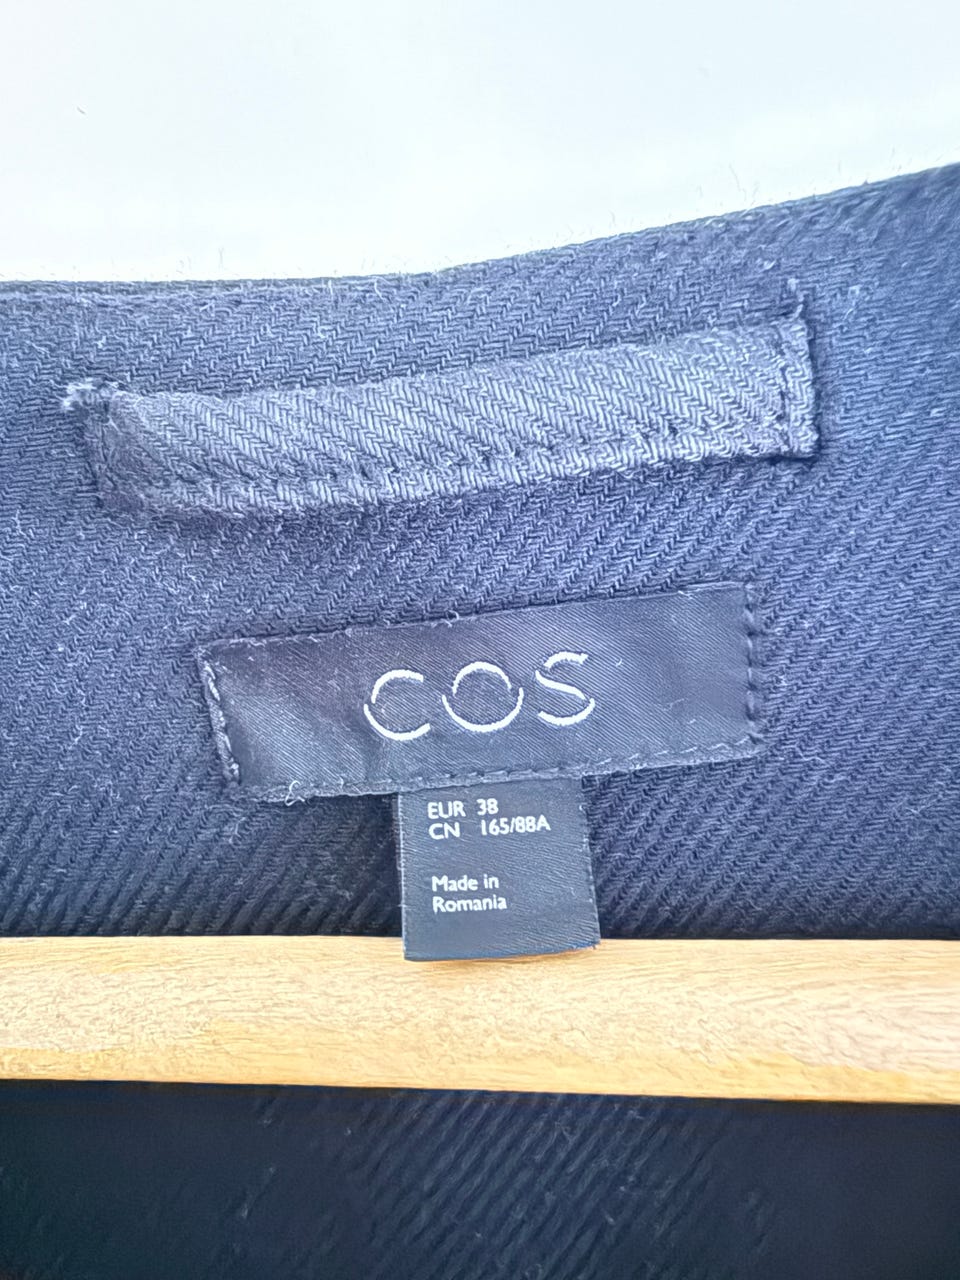 COS
EUR 38
CN 165/88A
Made in
Romania